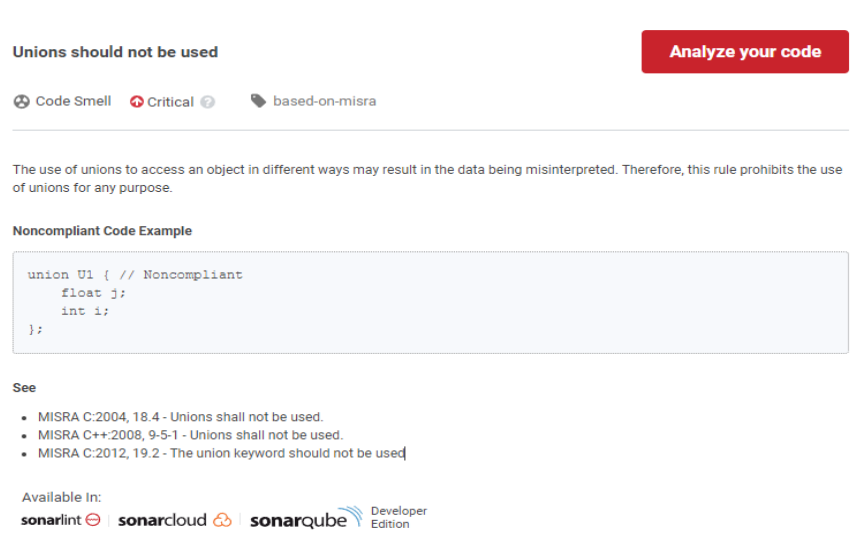 Unions should not be used
Analyze your code
Code Smell Critical ? based-on-misra
The use of unions to access an object in different ways may result in the data being misinterpreted. Therefore, this rule prohibits the use
of unions for any purpose.
Noncompliant Code Example
union U1 { // Noncompliant
    float j;
    int i;
};
See
• MISRA C:2004, 18.4 - Unions shall not be used.
• MISRA C++:2008, 9-5-1 - Unions shall not be used.
• MISRA C:2012, 19.2 - The union keyword should not be used
Available In:
sonarlint sonarcloud sonarqube Developer
Edition